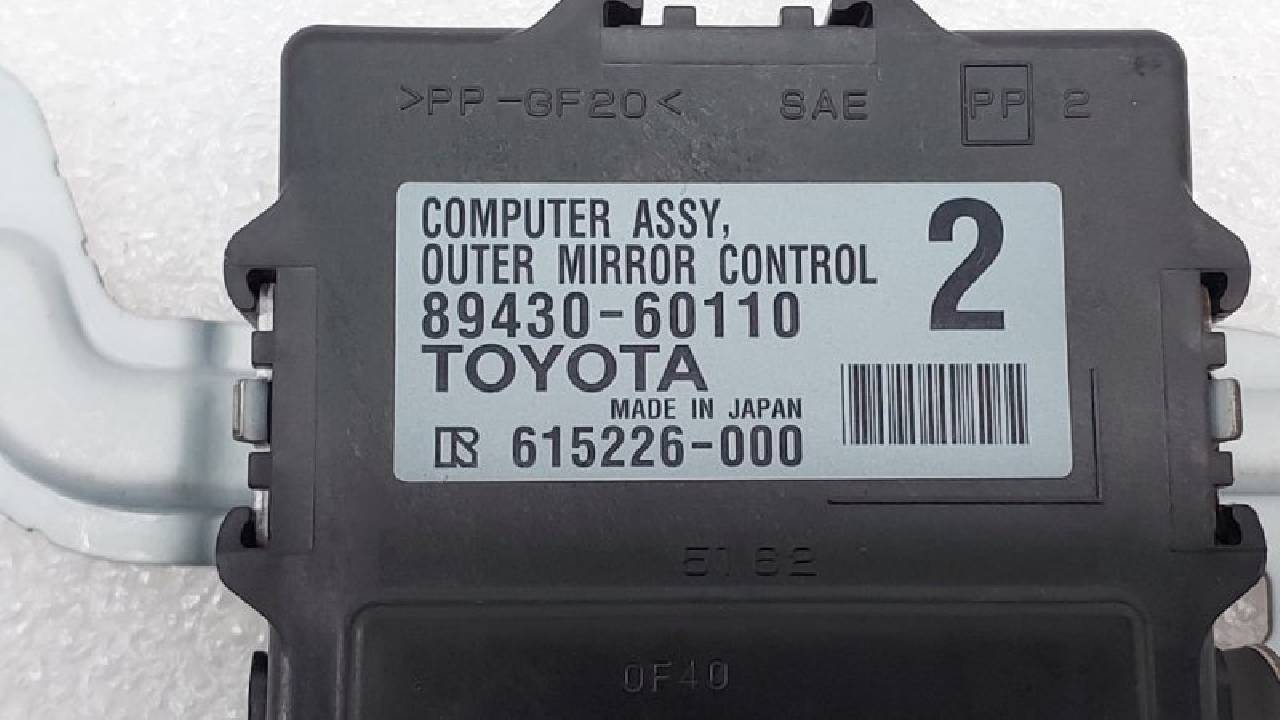 >PP-GF20< SAE PP 2
COMPUTER ASSY,
OUTER MIRROR CONTROL
89430-60110
2
TOYOTA
MADE IN JAPAN
R 615226-000
5162
0F40